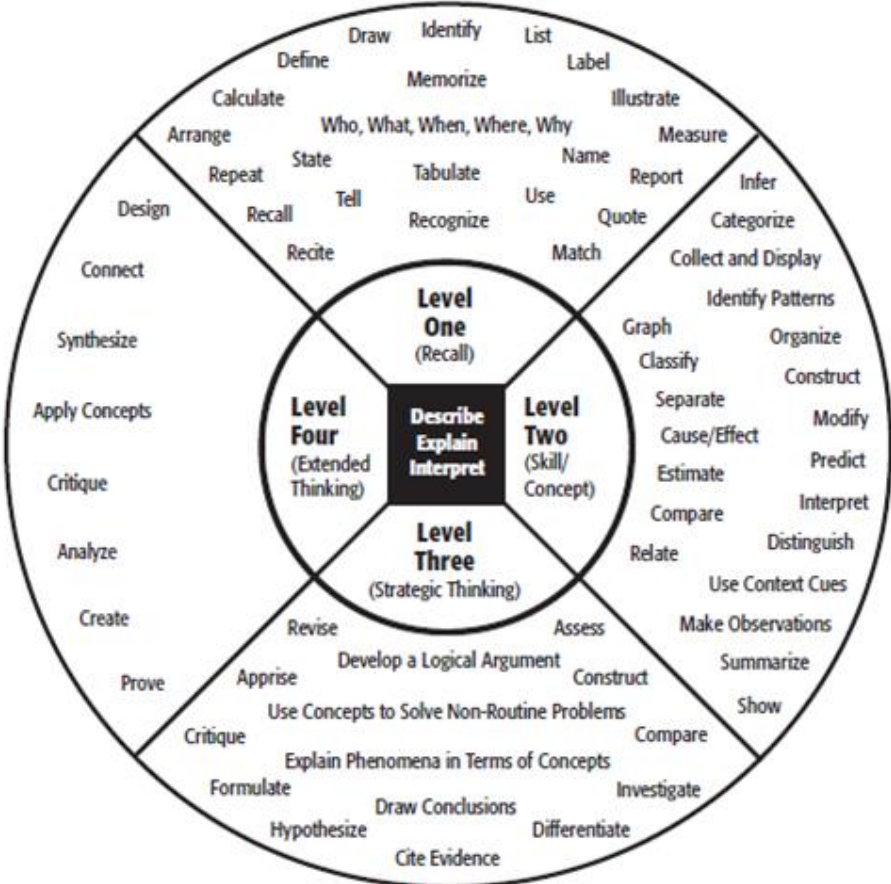 Draw
Identify
List
Define
Label
Memorize
Calculate
Illustrate
Arrange
Who, What, When, Where, Why
Measure
State
Name
Repeat
Tabulate
Report
Tell
Use
Recall
Recognize
Quote
Recite
Match
Level
One
(Recall)
Infer
Categorize
Collect and Display
Identify Patterns
Graph
Organize
Classify
Construct
Separate
Modify
Cause/Effect
Predict
Estimate
Interpret
Compare
Distinguish
Relate
Use Context Cues
Make Observations
Summarize
Show
Level
Two
(Skill/
Concept)
Describe
Explain
Interpret
Level
Three
(Strategic Thinking)
Revise
Assess
Develop a Logical Argument
Apprise
Construct
Use Concepts to Solve Non-Routine Problems
Critique
Compare
Explain Phenomena in Terms of Concepts
Formulate
Investigate
Draw Conclusions
Hypothesize
Differentiate
Cite Evidence
Level
Four
(Extended
Thinking)
Design
Connect
Synthesize
Apply Concepts
Critique
Analyze
Create
Prove